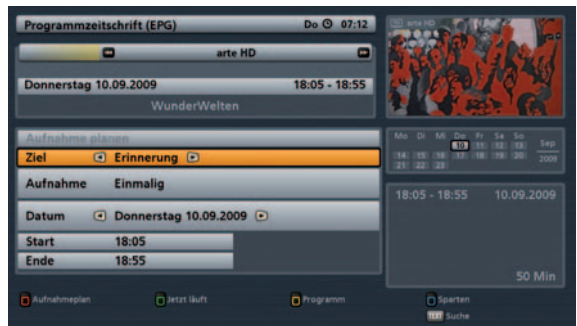 Programmzeitschrift (EPG) Do 07:12
arte HD
Donnerstag 10.09.2009 18:05 - 18:55
WunderWelten
Aufnahme planen
Ziel Erinnerung
Aufnahme Einmalig
Datum Donnerstag 10.09.2009
Start 18:05
Ende 18:55
Aufnahmeplan Jetzt läuft Programm Sparten
TEXT Suche
arte HD
Mo Di Mi Do Fr Sa So
10 11 12 13 Sep
14 15 16 17 18 19 20 2009
21 22 23
18:05 - 18:55 10.09.2009
50 Min